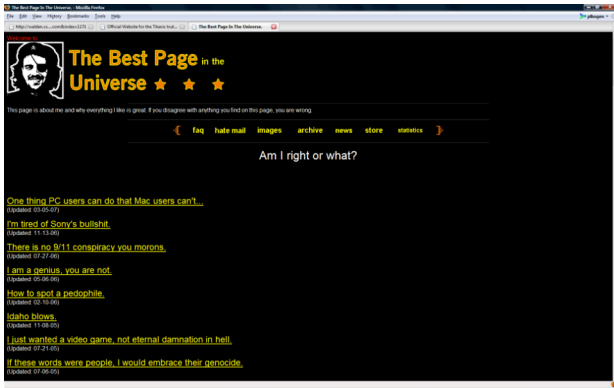 The Best Page In The Universe. - Mozilla Firefox
File Edit View History Bookmarks Tools Help
The Best Page In The Universe.
Welcome to
The Best Page in the
Universe ★ ★ ★
This page is about me and why everything I like is great. If you disagree with anything you find on this page, you are wrong.
faq hate mail images archive news store statistics
Am I right or what?
One thing PC users can do that Mac users can't...
(Updated: 03-05-07)
I'm tired of Sony's bullshit.
(Updated: 11-13-06)
There is no 9/11 conspiracy you morons.
(Updated: 07-27-06)
I am a genius, you are not.
(Updated: 05-06-06)
How to spot a pedophile.
(Updated: 02-10-06)
Idaho blows.
(Updated: 11-08-05)
I just wanted a video game, not eternal damnation in hell.
(Updated: 07-21-05)
If these words were people, I would embrace their genocide.
(Updated: 07-06-05)